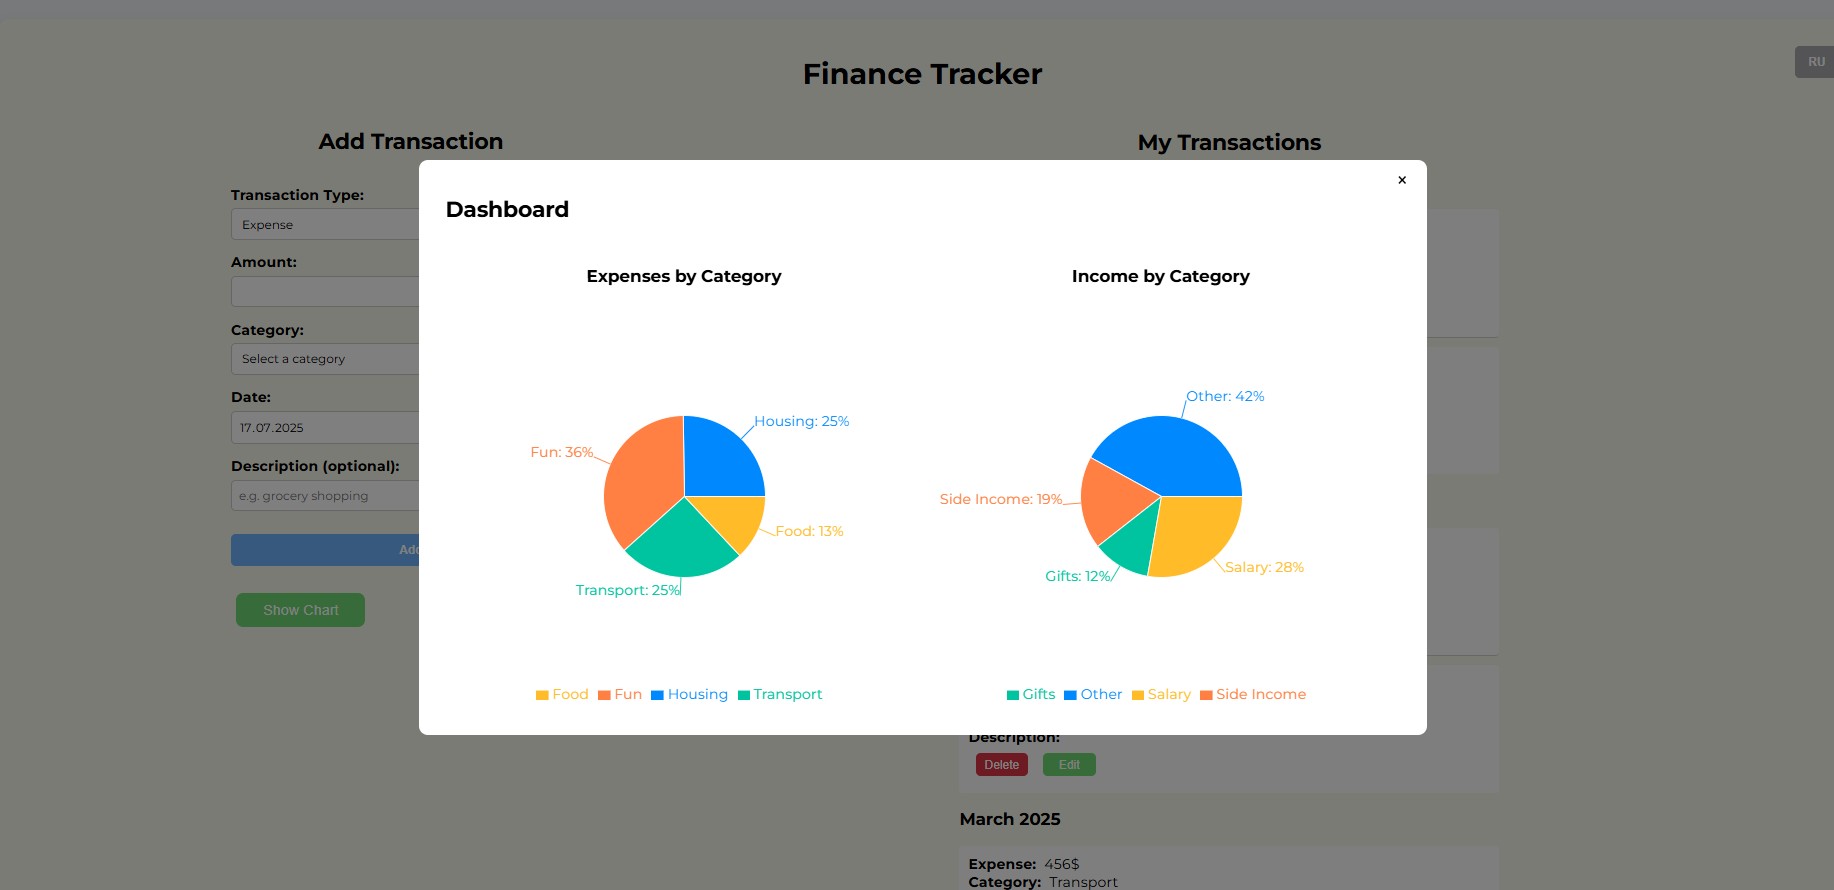 Finance Tracker
RU
Add Transaction
My Transactions
Transaction Type:
Expense
Amount:
Category:
Select a category
Date:
17.07.2025
Description (optional):
e.g. grocery shopping
Show Chart
×
Dashboard
Expenses by Category
Housing: 25%
Fun: 36%
Food: 13%
Transport: 25%
Food Fun Housing Transport
Income by Category
Other: 42%
Side Income: 19%
Salary: 28%
Gifts: 12%
Gifts Other Salary Side Income
Description:
Delete Edit
March 2025
Expense: 456$
Category: Transport